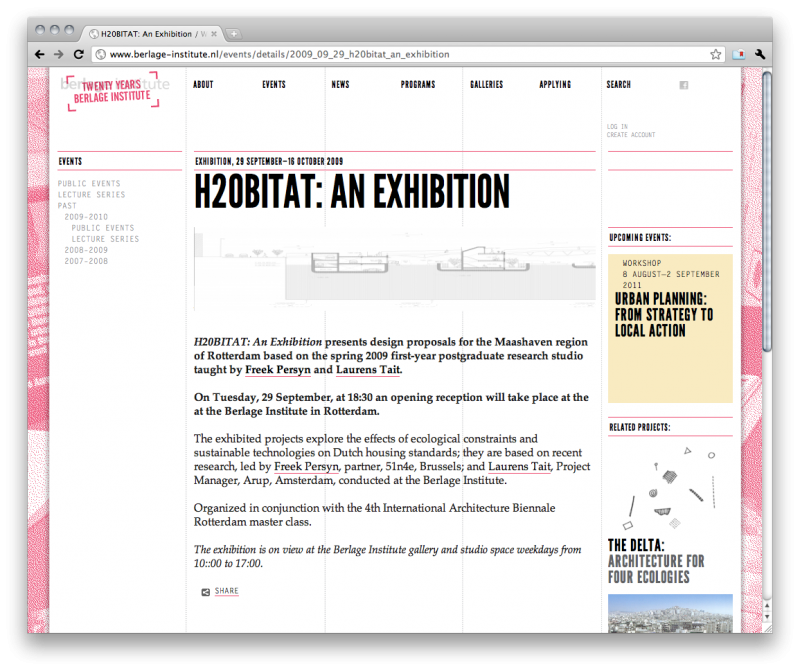 H20BITAT: An Exhibition /
www.berlage-institute.nl/events/details/2009_09_29_h20bitat_an_exhibition
TWENTY YEARS
BERLAGE INSTITUTE
ABOUT EVENTS NEWS PROGRAMS GALLERIES APPLYING SEARCH
LOG IN
CREATE ACCOUNT
EVENTS
PUBLIC EVENTS
LECTURE SERIES
PAST
2009-2010
PUBLIC EVENTS
LECTURE SERIES
2008-2009
2007-2008
EXHIBITION, 29 SEPTEMBER–16 OCTOBER 2009
H20BITAT: AN EXHIBITION
H20BITAT: An Exhibition presents design proposals for the Maashaven region
of Rotterdam based on the spring 2009 first-year postgraduate research studio
taught by Freek Persyn and Laurens Tait.
On Tuesday, 29 September, at 18:30 an opening reception will take place at the
at the Berlage Institute in Rotterdam.
The exhibited projects explore the effects of ecological constraints and
sustainable technologies on Dutch housing standards; they are based on recent
research, led by Freek Persyn, partner, 51n4e, Brussels; and Laurens Tait, Project
Manager, Arup, Amsterdam, conducted at the Berlage Institute.
Organized in conjunction with the 4th International Architecture Biennale
Rotterdam master class.
The exhibition is on view at the Berlage Institute gallery and studio space weekdays from
10::00 to 17:00.
SHARE
UPCOMING EVENTS:
WORKSHOP
8 AUGUST–2 SEPTEMBER
2011
URBAN PLANNING:
FROM STRATEGY TO
LOCAL ACTION
RELATED PROJECTS:
THE DELTA:
ARCHITECTURE FOR
FOUR ECOLOGIES